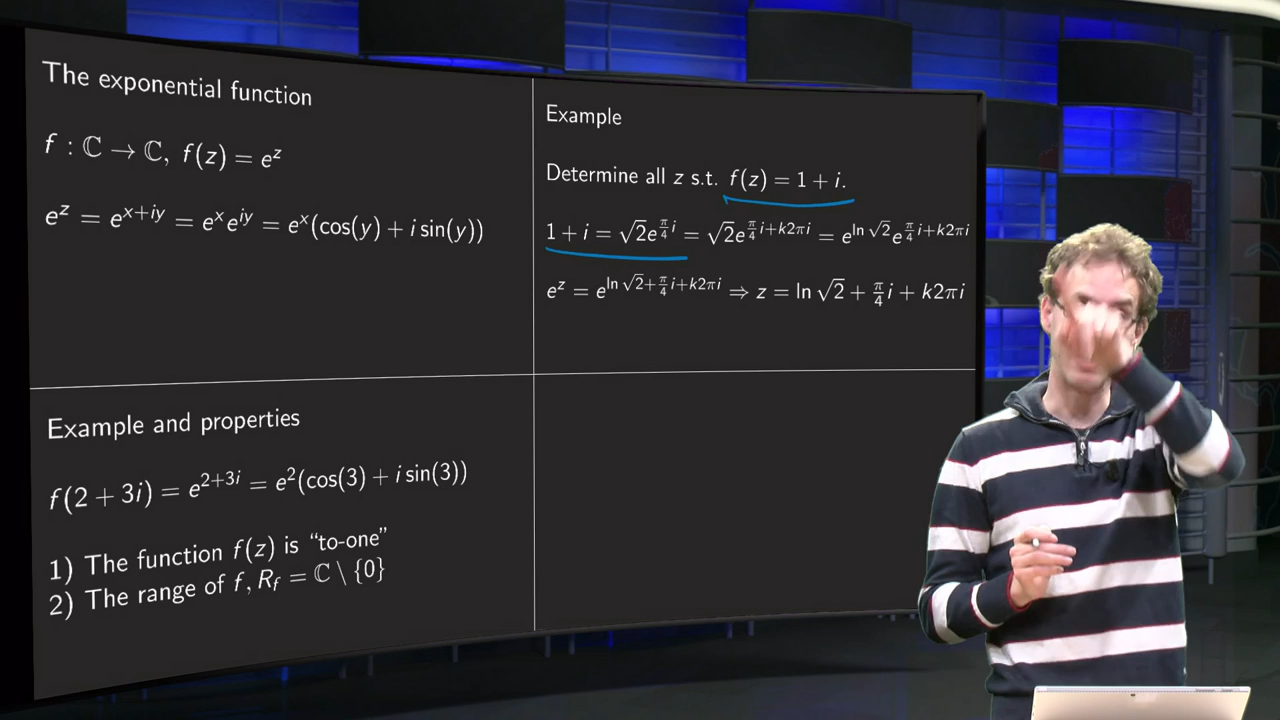 The exponential function
f : ℂ → ℂ, f(z) = e^z
e^z = e^{x+iy} = e^x e^{iy} = e^x(cos(y) + i sin(y))
Example
Determine all z s.t. f(z) = 1 + i.
1 + i = √2e^{π/4 i} = √2e^{π/4 i+k2πi} = e^{ln √2}e^{π/4 i+k2πi}
e^z = e^{ln √2+π/4 i+k2πi} ⇒ z = ln √2 + π/4 i + k2πi
Example and properties
f(2 + 3i) = e^{2+3i} = e^2(cos(3) + i sin(3))
1) The function f(z) is “to-one”
2) The range of f, R_f = ℂ \ {0}